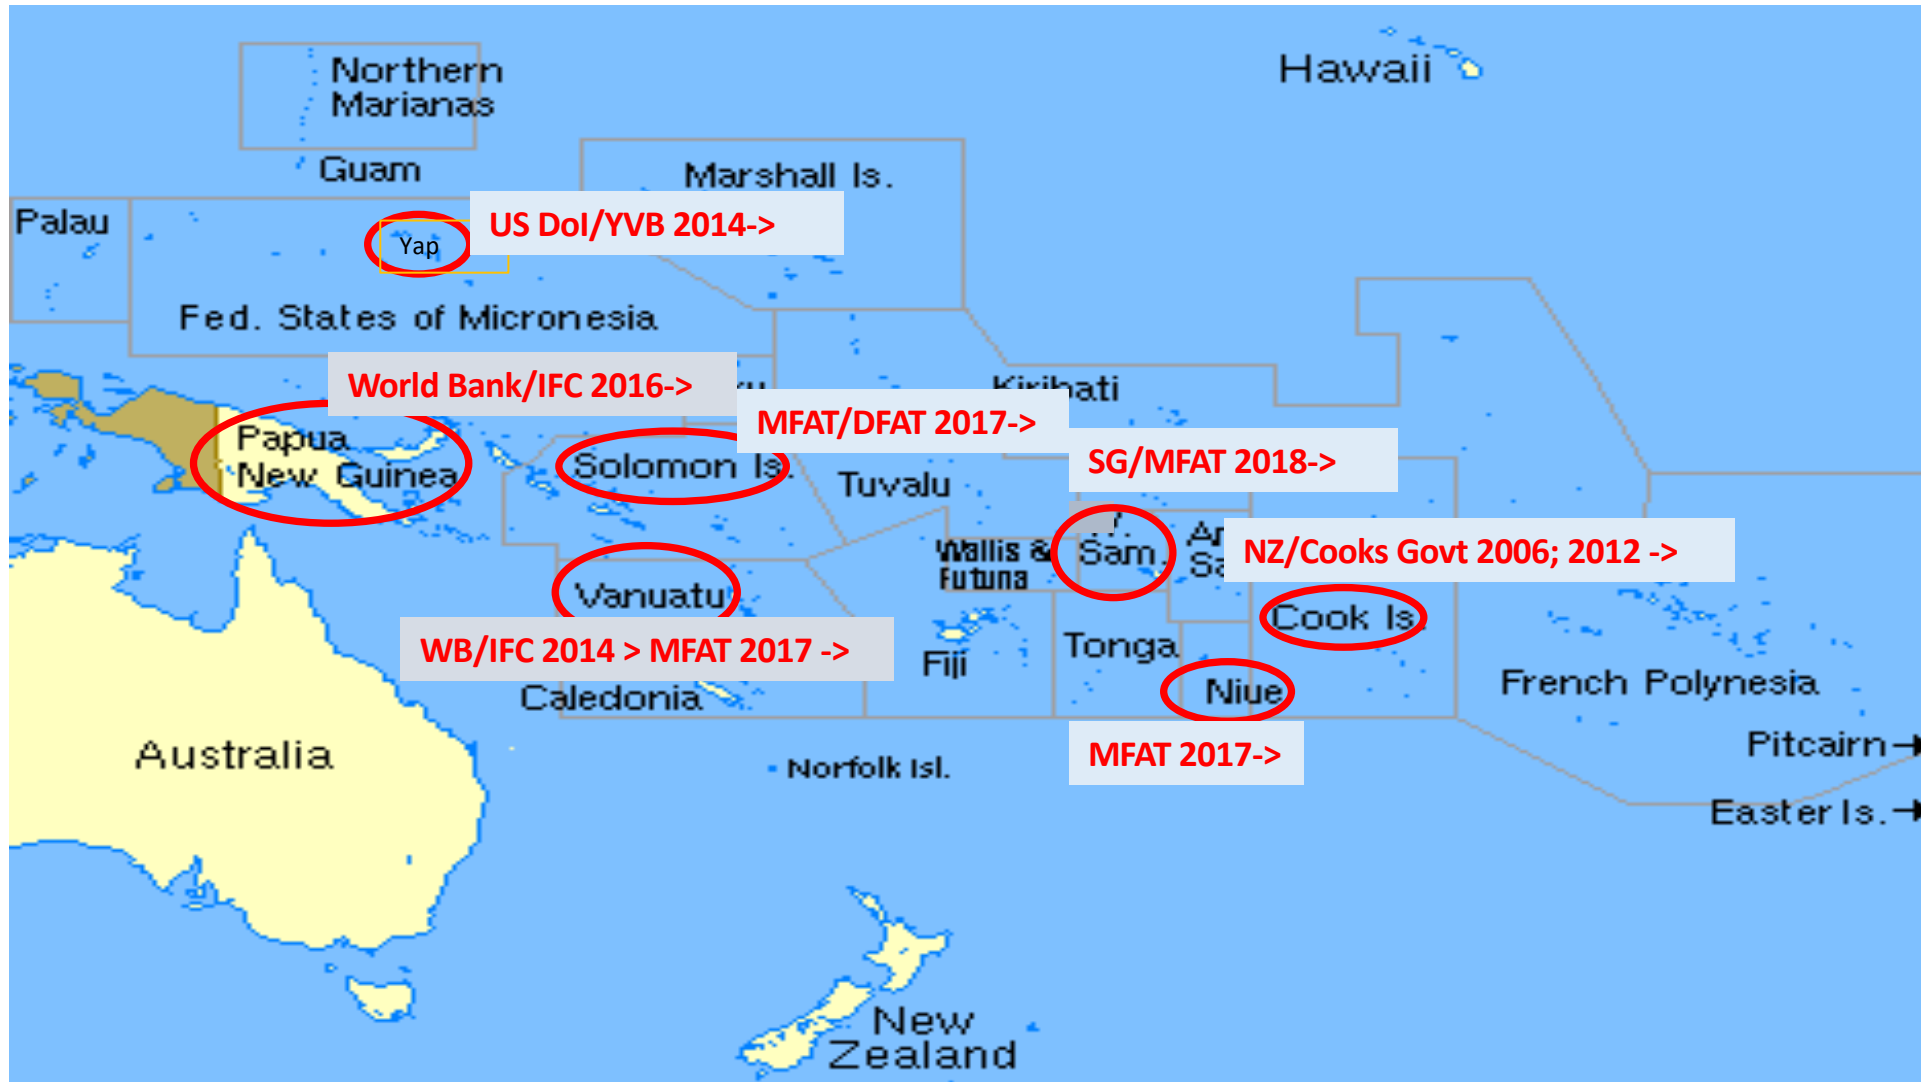 Hawaii
Northern
Marianas
Guam
Marshall Is.
Palau
US DoI/YVB 2014->
Yap
Fed. States of Micronesia
World Bank/IFC 2016->
Kiribati
MFAT/DFAT 2017->
Papua
New Guinea
Solomon Is.
SG/MFAT 2018->
Tuvalu
Wallis &
Futuna
Sam.
NZ/Cooks Govt 2006; 2012 ->
Vanuatu
Cook Is.
WB/IFC 2014 > MFAT 2017 ->
Fiji
Tonga
Niue
French Polynesia
Caledonia
MFAT 2017->
Australia
Norfolk Isl.
Pitcairn
Easter Is.
New
Zealand